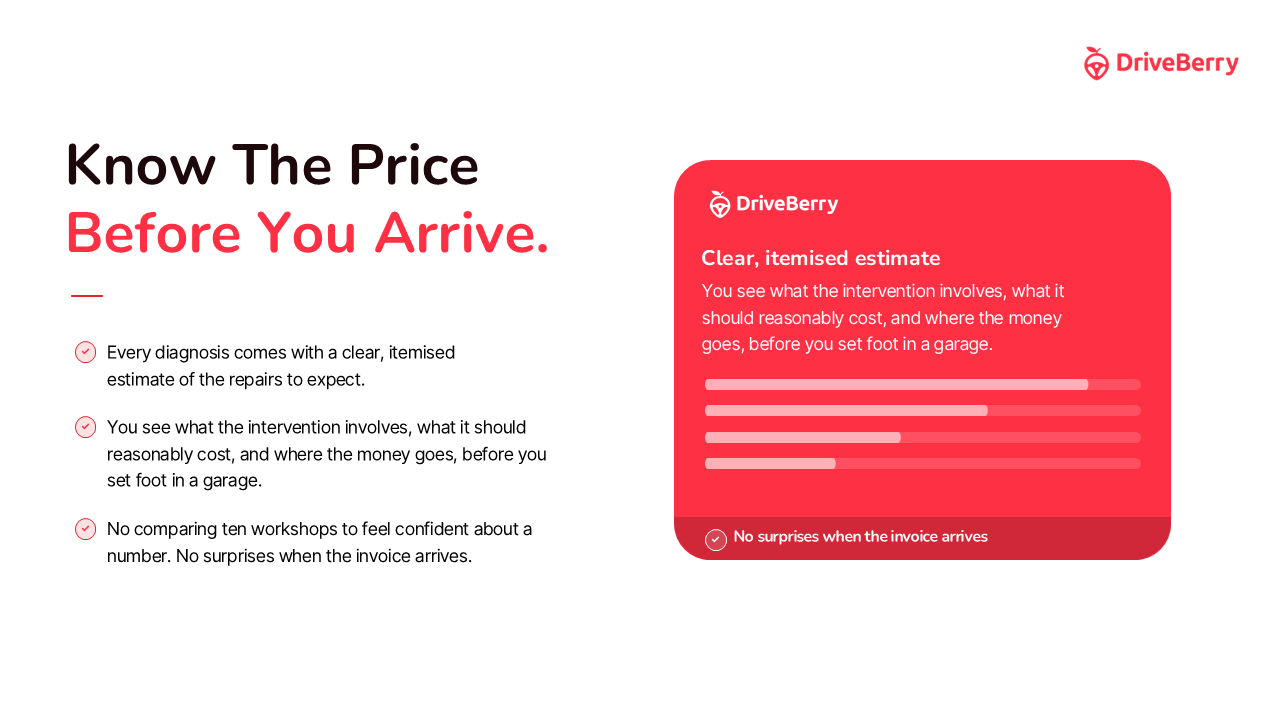 DriveBerry
Know The Price
Before You Arrive.
Every diagnosis comes with a clear, itemised
estimate of the repairs to expect.
You see what the intervention involves, what it should
reasonably cost, and where the money goes, before you
set foot in a garage.
No comparing ten workshops to feel confident about a
number. No surprises when the invoice arrives.
DriveBerry
Clear, itemised estimate
You see what the intervention involves, what it
should reasonably cost, and where the money
goes, before you set foot in a garage.
No surprises when the invoice arrives